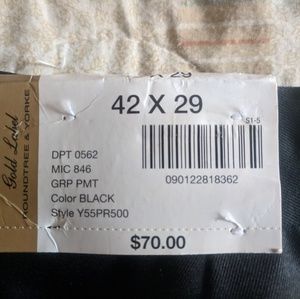 X 29
Gold Label
ROUNDTREE & YORKE
42 X 29
S1-5
DPT 0562
MIC 846
GRP PMT
Color BLACK
Style Y55PR500
090122818362
$70.00